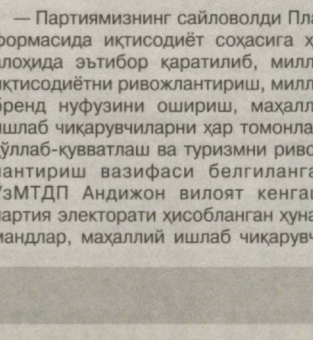 — Партиямизнинг сайловолди Пла
формасида иқтисодиёт соҳасига ҳ
алоҳида эътибор қаратилиб, милл
иқтисодиётни ривожлантириш, милл
бренд нуфузини ошириш, маҳалл
ишлаб чиқарувчиларни ҳар томонла
қўллаб-қувватлаш ва туризмни риво
лантириш вазифаси белгиланга
ЎзМТДП Андижон вилоят кенга
партия электорати ҳисобланган ҳуна
мандлар, маҳаллий ишлаб чиқарувч